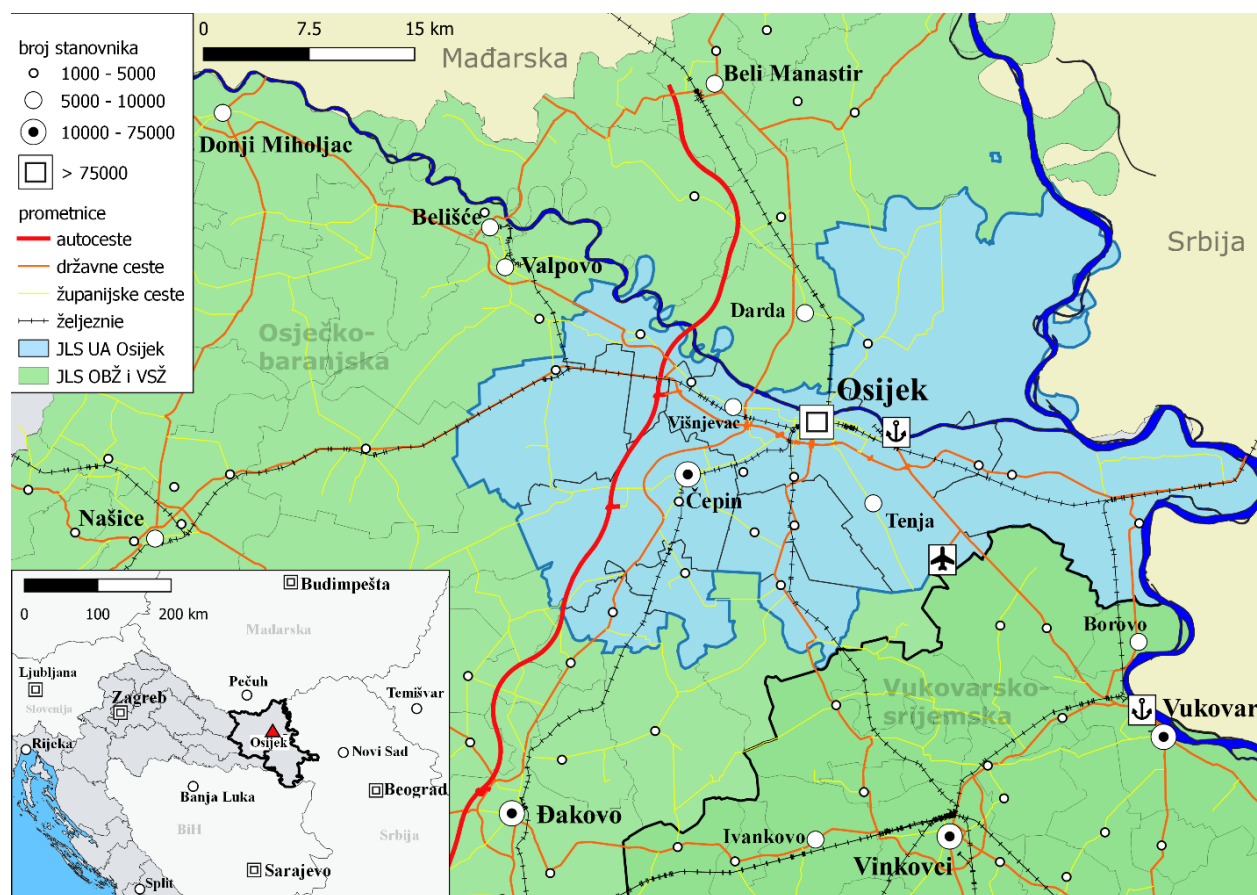 broj stanovnika
1000 - 5000
5000 - 10000
10000 - 75000
> 75000
prometnice
autoceste
državne ceste
županijske ceste
željeznie
JLS UA Osijek
JLS OBŽ i VSŽ
0 7.5 15 km
Mađarska
Beli Manastir
Donji Miholjac
Belišće
Valpovo
Srbija
Osječko-
baranjska
Darda
Osijek
Višnjevac
Čepin
Tenja
Našice
Borovo
Vukovarsko-
srijemska
Vukovar
Đakovo
Ivankovo
Vinkovci
0 100 200 km
Budimpešta
Mađarska
Ljubljana
Slovenija
Zagreb
Pečuh
Temišvar
Osijek
Rijeka
Novi Sad
Banja Luka
Beograd
BiH
Srbija
Sarajevo
Split